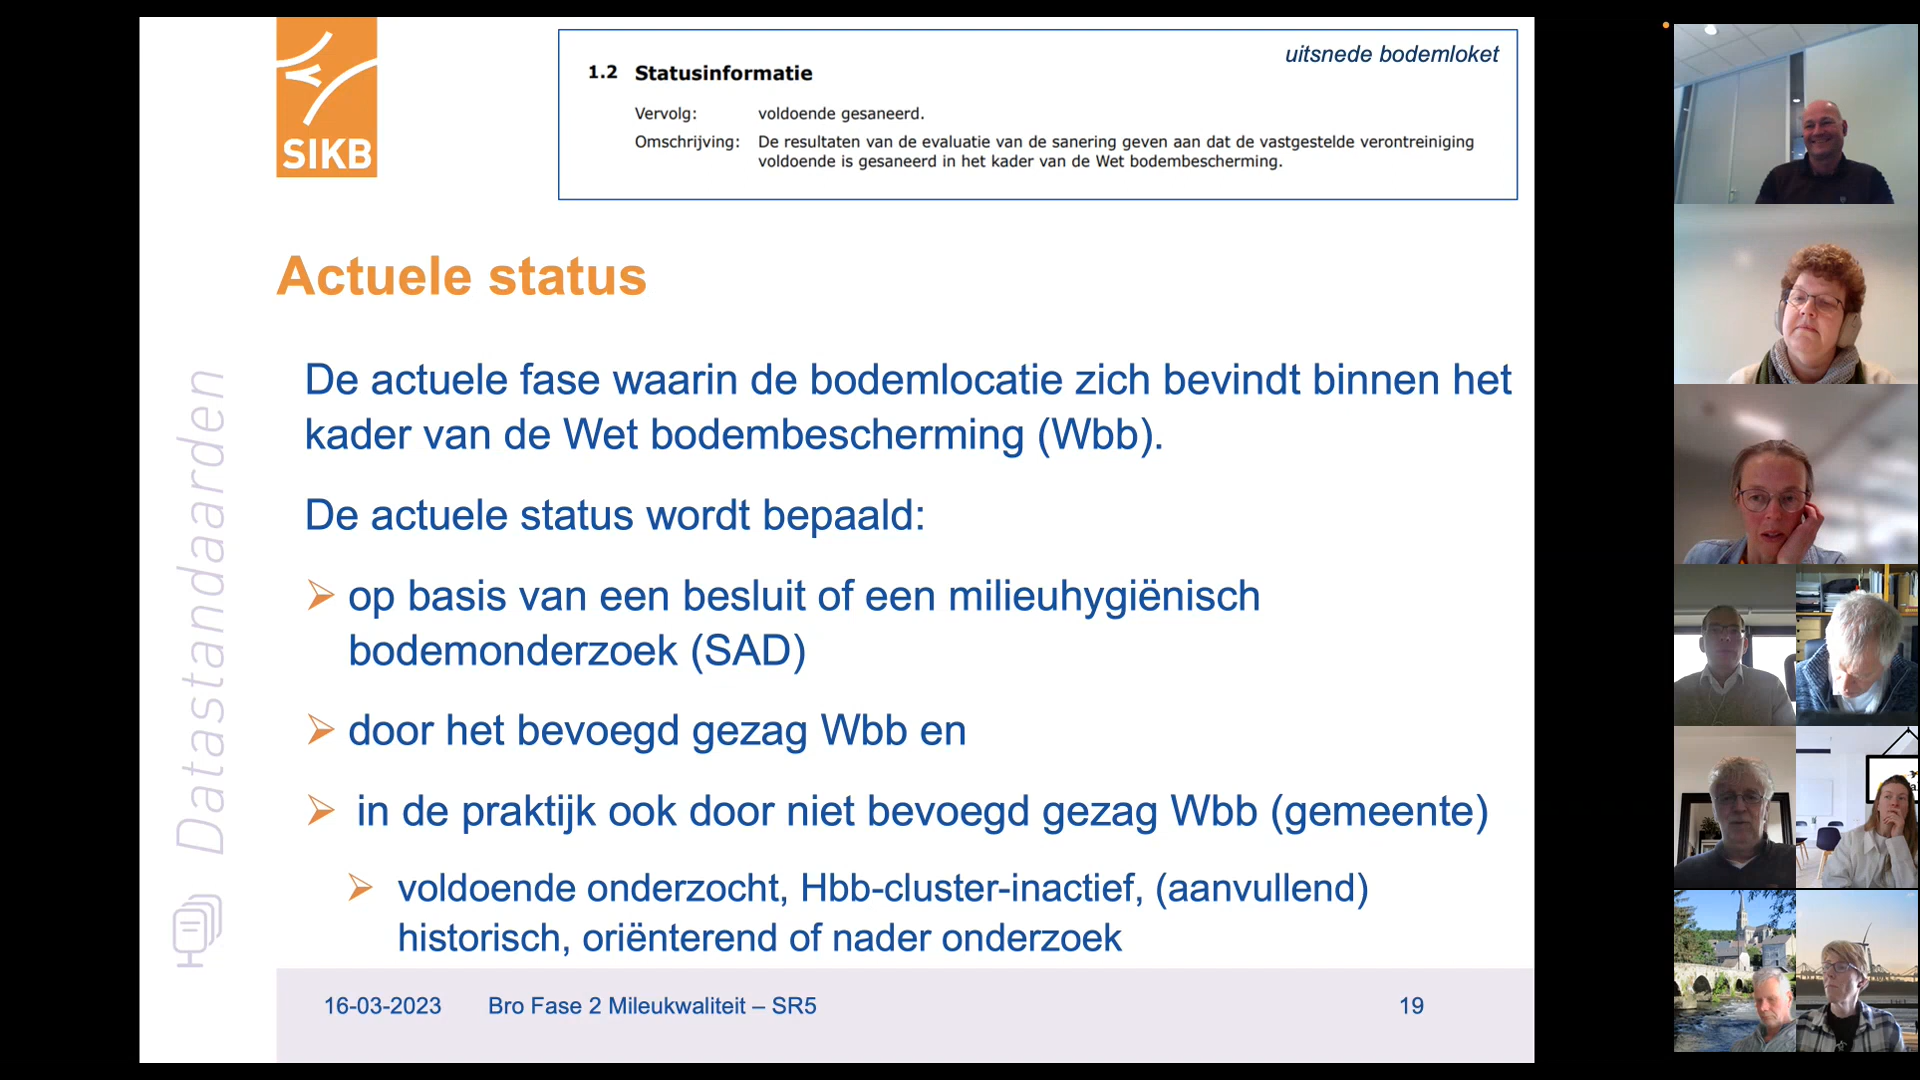 SIKB
uitsnede bodemloket
1.2 Statusinformatie
Vervolg: voldoende gesaneerd.
Omschrijving: De resultaten van de evaluatie van de sanering geven aan dat de vastgestelde verontreiniging
voldoende is gesaneerd in het kader van de Wet bodembescherming.
Actuele status
Datastandaarden
De actuele fase waarin de bodemlocatie zich bevindt binnen het
kader van de Wet bodembescherming (Wbb).
De actuele status wordt bepaald:
op basis van een besluit of een milieuhygiënisch
bodemonderzoek (SAD)
door het bevoegd gezag Wbb en
in de praktijk ook door niet bevoegd gezag Wbb (gemeente)
voldoende onderzocht, Hbb-cluster-inactief, (aanvullend)
historisch, oriënterend of nader onderzoek
16-03-2023 Bro Fase 2 Mileukwaliteit – SR5 19